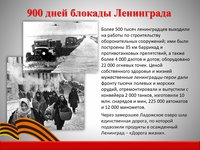 900 дней блокады Ленинграда
Более 500 тысяч ленинградцев выходили
на работы по строительству
оборонительных сооружений; ими были
построены 35 км баррикад и
противотанковых препятствий, а также
более 4 000 дзотов и дотов; оборудовано
22 000 огневых точек. Ценой
собственного здоровья и жизней
мужественные ленинградцы-герои дали
фронту тысячи полевых и морских
орудий, отремонтировали и выпустили с
конвейера 2 000 танков, изготовили 10
млн. снарядов и мин, 225 000 автоматов
и 12 000 миномётов.
Через замерзшее Ладожское озеро шла
единственная дорога, по которой
подвозили продукты в осажденный
Ленинград – «Дорога жизни».